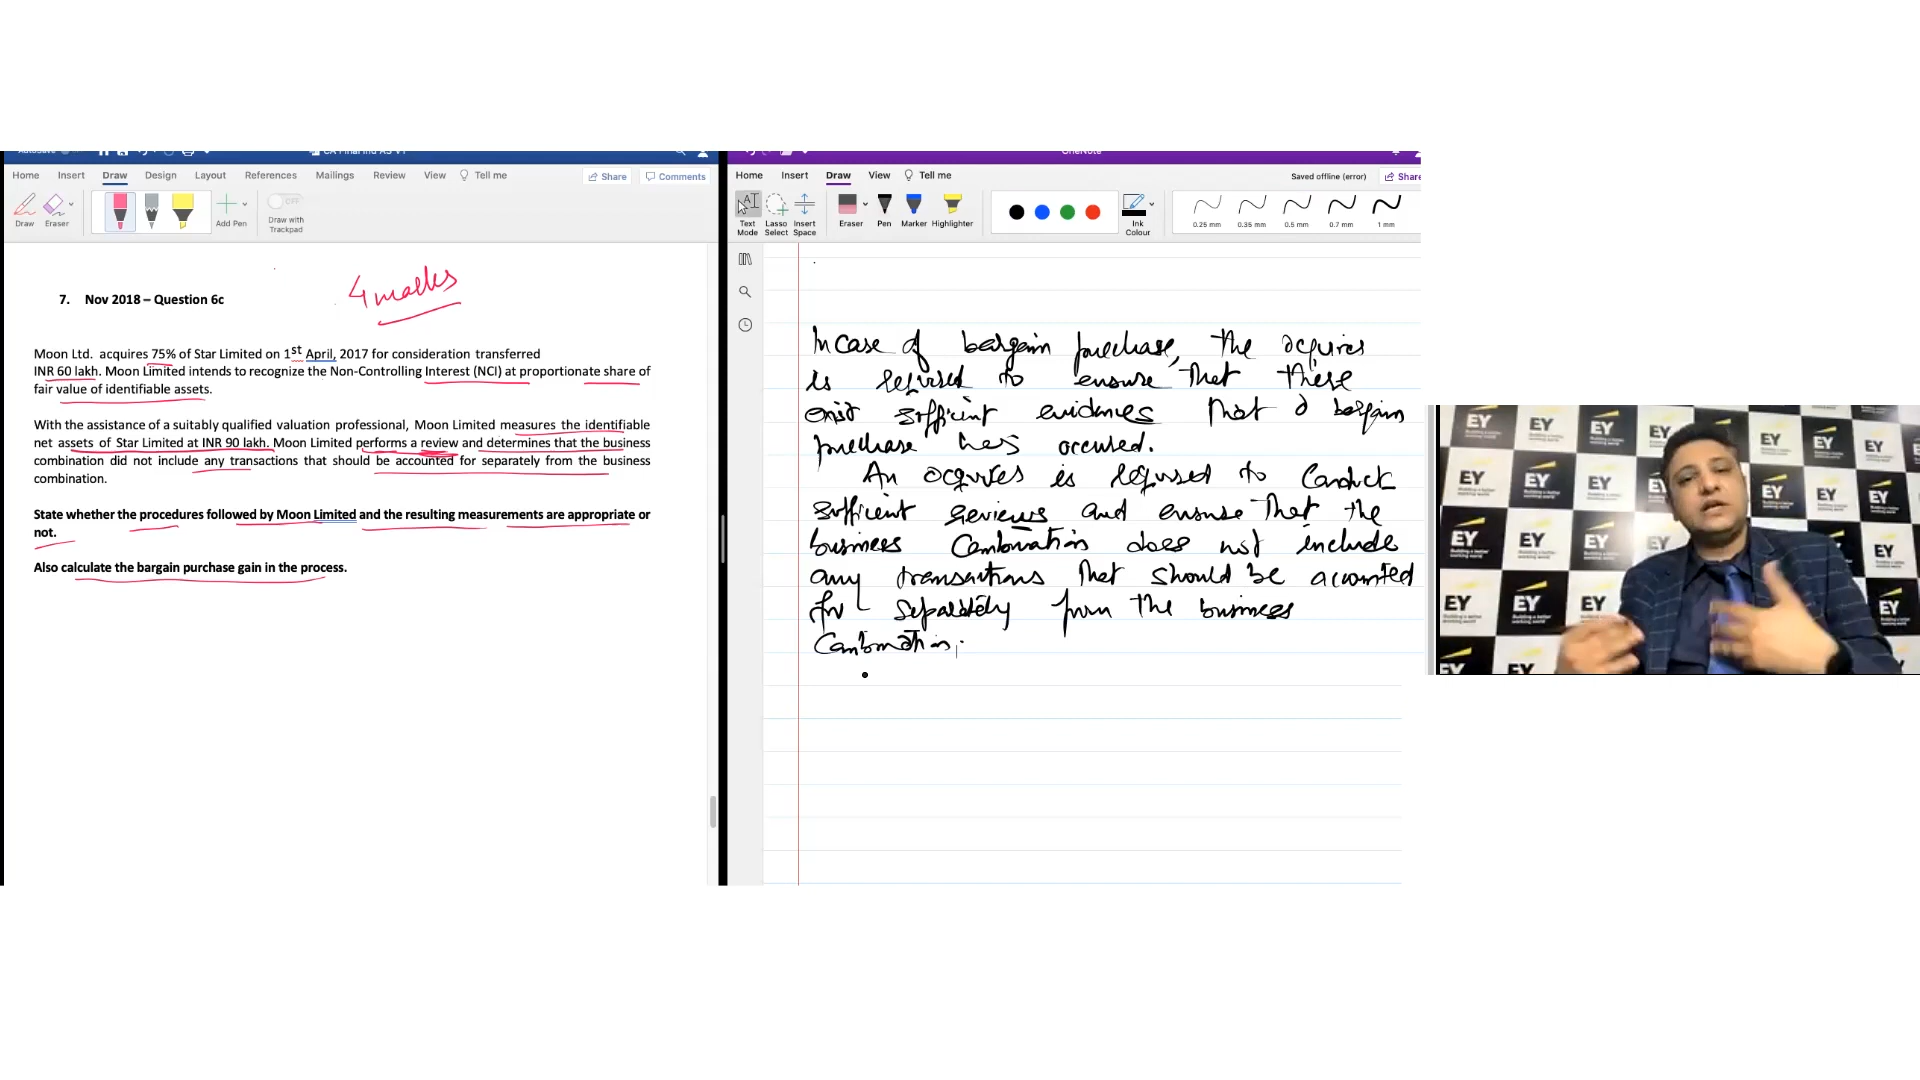 Home Insert Draw Design Layout References Mailings Review View Tell me Share Comments
Draw Eraser Add Pen OFF Draw with Trackpad
4 marks
7. Nov 2018 – Question 6c
Moon Ltd. acquires 75% of Star Limited on 1st April, 2017 for consideration transferred
INR 60 lakh. Moon Limited intends to recognize the Non-Controlling Interest (NCI) at proportionate share of
fair value of identifiable assets.
With the assistance of a suitably qualified valuation professional, Moon Limited measures the identifiable
net assets of Star Limited at INR 90 lakh. Moon Limited performs a review and determines that the business
combination did not include any transactions that should be accounted for separately from the business
combination.
State whether the procedures followed by Moon Limited and the resulting measurements are appropriate or
not.
Also calculate the bargain purchase gain in the process.
OneNote
Home Insert Draw View Tell me Saved offline (error) Share
Text Mode Lasso Select Insert Space Eraser Pen Marker Highlighter Ink Colour 0.25 mm 0.35 mm 0.5 mm 0.7 mm 1 mm
In case of bargain purchase, the acquirer
is required to ensure that there
exist sufficient evidences that a bargain
purchase has occured.
An acquirer is required to conduct
sufficient reviews and ensure that the
business combination does not include
any transactions that should be accounted
for separately from the business
Combination.
EY
Building a better
working world